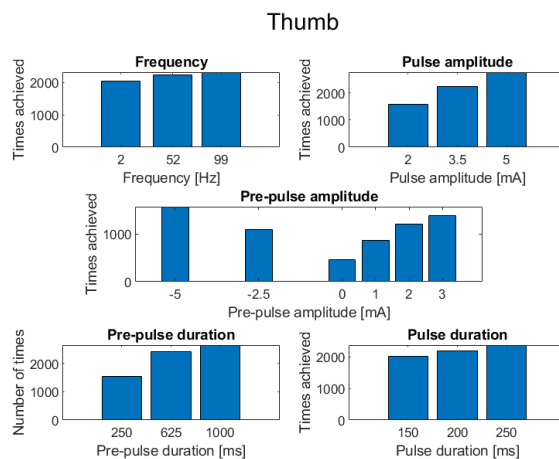 Thumb
Frequency
Times achieved
2000
1000
0
2 52 99
Frequency [Hz]
Pulse amplitude
Times achieved
2000
1000
0
2 3.5 5
Pulse amplitude [mA]
Pre-pulse amplitude
Times achieved
1000
0
-5 -2.5 0 1 2 3
Pre-pulse amplitude [mA]
Pre-pulse duration
Number of times
2000
1000
0
250 625 1000
Pre-pulse duration [ms]
Pulse duration
Times achieved
2000
1000
0
150 200 250
Pulse duration [ms]